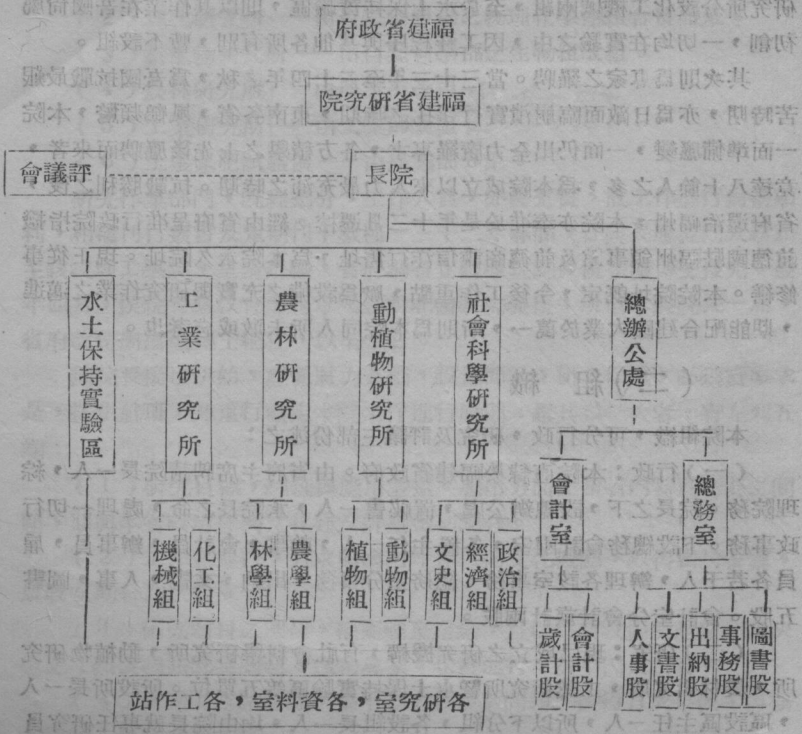 福建省政府
福建省研究院
院長
評議會
總辦公處
社會科學研究所
動植物研究所
農林研究所
工業研究所
水土保持實驗區
總務室
會計室
圖書股
事務股
出納股
文書股
人事股
會計股
歲計股
政治組
經濟組
文史組
動物組
植物組
農學組
林學組
化工組
機械組
各研究室，各資料室，各工作站